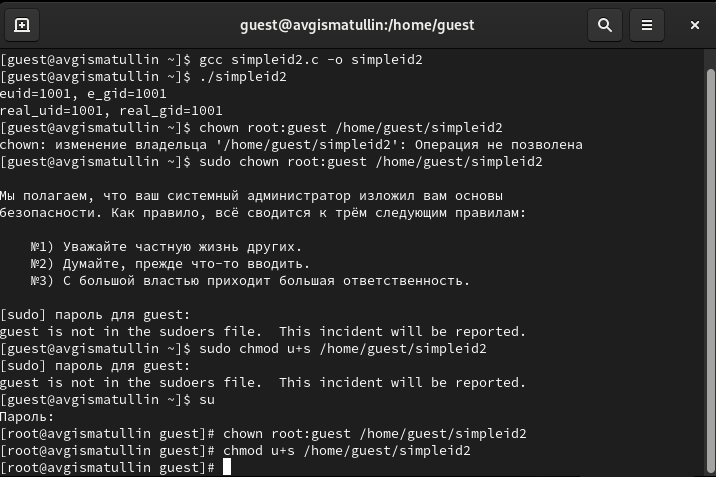 guest@avgismatullin:/home/guest
[guest@avgismatullin ~]$ gcc simpleid2.c -o simpleid2
[guest@avgismatullin ~]$ ./simpleid2
euid=1001, e_gid=1001
real_uid=1001, real_gid=1001
[guest@avgismatullin ~]$ chown root:guest /home/guest/simpleid2
chown: изменение владельца '/home/guest/simpleid2': Операция не позволена
[guest@avgismatullin ~]$ sudo chown root:guest /home/guest/simpleid2
Мы полагаем, что ваш системный администратор изложил вам основы
безопасности. Как правило, всё сводится к трём следующим правилам:
№1) Уважайте частную жизнь других.
№2) Думайте, прежде что-то вводить.
№3) С большой властью приходит большая ответственность.
[sudo] пароль для guest:
guest is not in the sudoers file.  This incident will be reported.
[guest@avgismatullin ~]$ sudo chmod u+s /home/guest/simpleid2
[sudo] пароль для guest:
guest is not in the sudoers file.  This incident will be reported.
[guest@avgismatullin ~]$ su
Пароль:
[root@avgismatullin guest]# chown root:guest /home/guest/simpleid2
[root@avgismatullin guest]# chmod u+s /home/guest/simpleid2
[root@avgismatullin guest]#